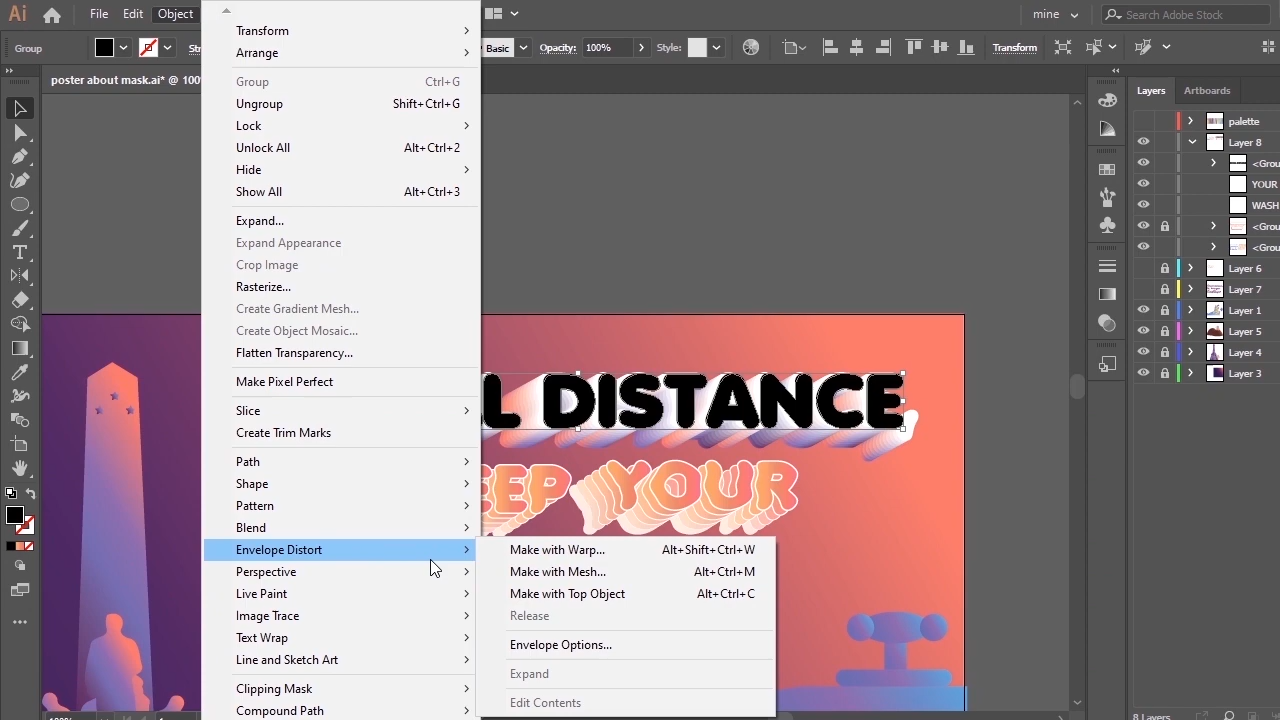 Ai File Edit Object mine Search Adobe Stock
Group Basic Opacity: 100% Style: Transform
poster about mask.ai* @ 100
Transform
Arrange
Group Ctrl+G
Ungroup Shift+Ctrl+G
Lock
Unlock All Alt+Ctrl+2
Hide
Show All Alt+Ctrl+3
Expand...
Expand Appearance
Crop Image
Rasterize...
Create Gradient Mesh...
Create Object Mosaic...
Flatten Transparency...
Make Pixel Perfect
Slice
Create Trim Marks
Path
Shape
Pattern
Blend
Envelope Distort
Perspective
Live Paint
Image Trace
Text Wrap
Line and Sketch Art
Clipping Mask
Compound Path
Make with Warp... Alt+Shift+Ctrl+W
Make with Mesh... Alt+Ctrl+M
Make with Top Object Alt+Ctrl+C
Release
Envelope Options...
Expand
Edit Contents
L DISTANCE
EEP YOUR
Layers Artboards
palette
Layer 8
<Grou
YOUR
WASH
<Grou
<Grou
Layer 6
Layer 7
Layer 1
Layer 5
Layer 4
Layer 3
8 Layers